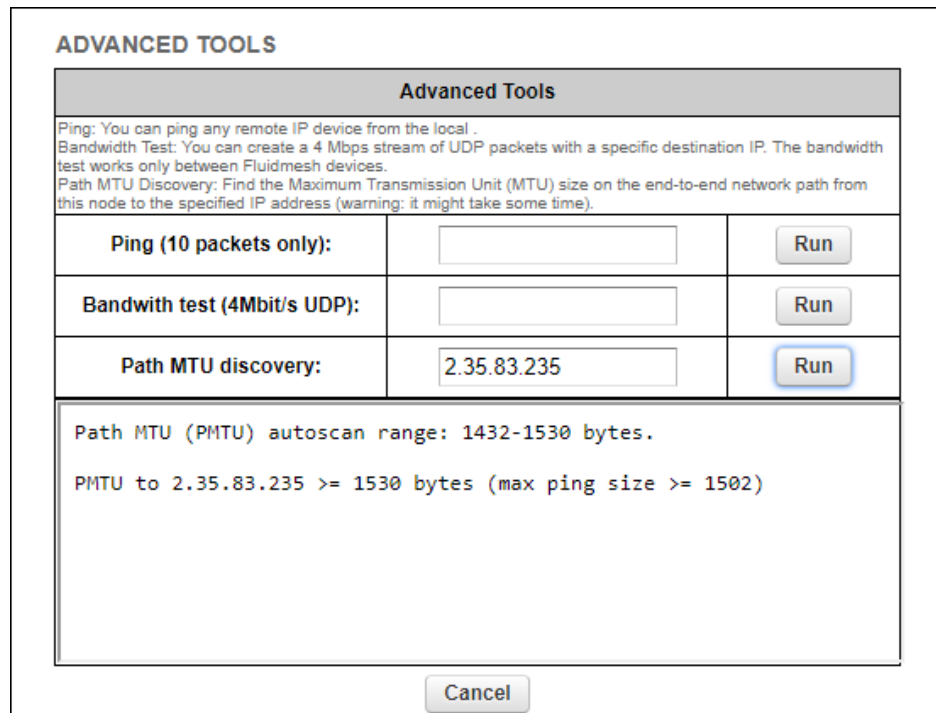 ADVANCED TOOLS
Advanced Tools
Ping: You can ping any remote IP device from the local .
Bandwidth Test: You can create a 4 Mbps stream of UDP packets with a specific destination IP. The bandwidth
test works only between Fluidmesh devices.
Path MTU Discovery: Find the Maximum Transmission Unit (MTU) size on the end-to-end network path from
this node to the specified IP address (warning: it might take some time).
Ping (10 packets only): Run
Bandwith test (4Mbit/s UDP): Run
Path MTU discovery: 2.35.83.235 Run
Path MTU (PMTU) autoscan range: 1432-1530 bytes.
PMTU to 2.35.83.235 >= 1530 bytes (max ping size >= 1502)
Cancel